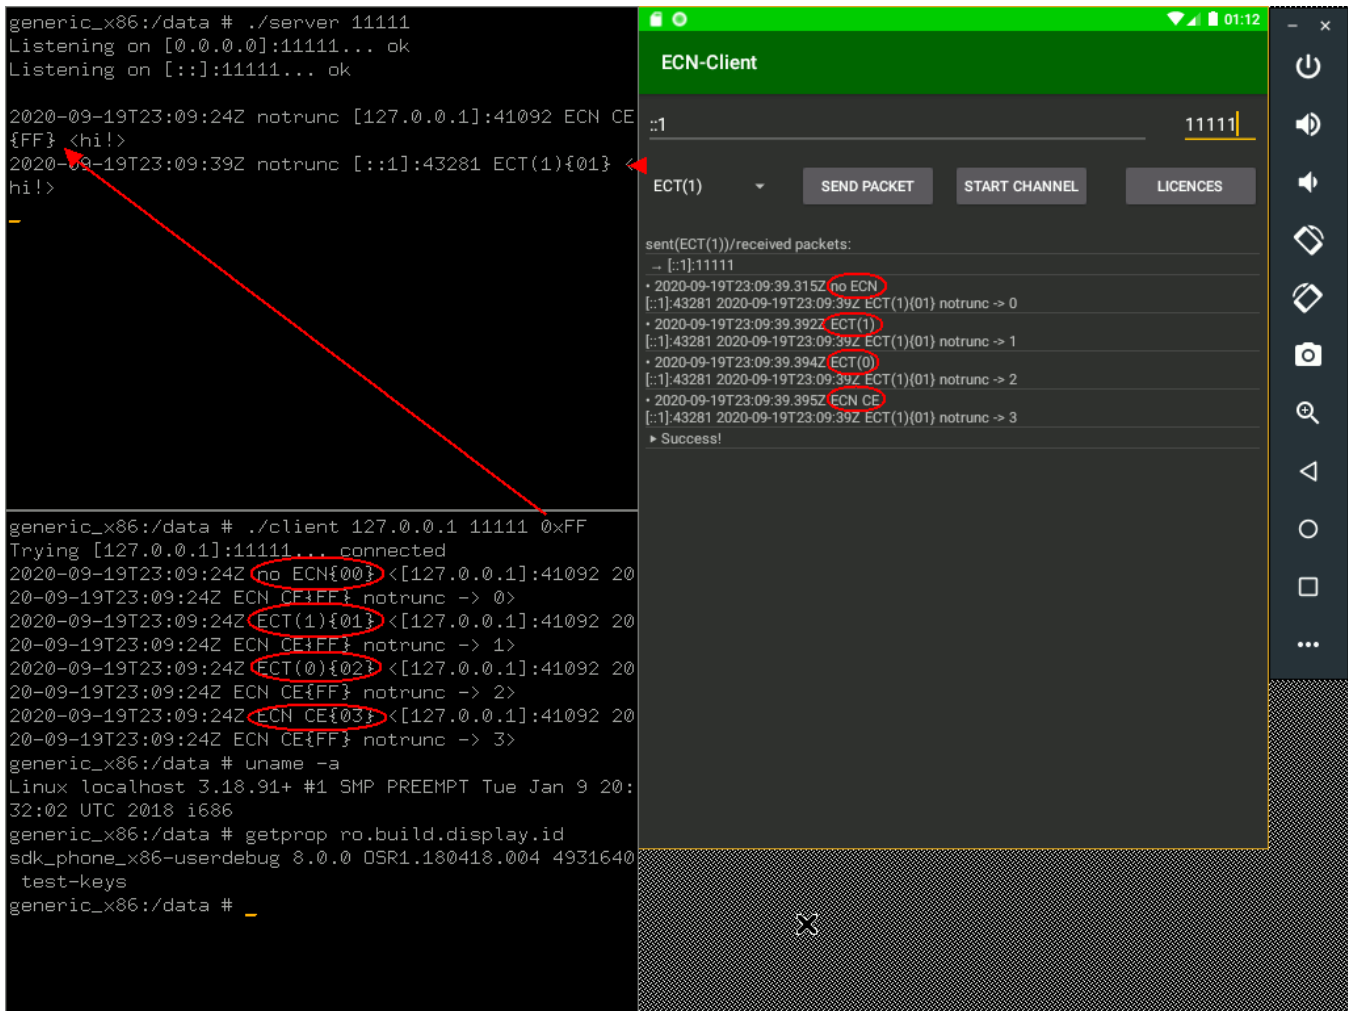 generic_x86:/data # ./server 11111
Listening on [0.0.0.0]:11111... ok
Listening on [::]:11111... ok
2020-09-19T23:09:24Z notrunc [127.0.0.1]:41092 ECN CE
{FF} <hi!>
2020-09-19T23:09:39Z notrunc [::1]:43281 ECT(1){01} <
hi!>
generic_x86:/data # ./client 127.0.0.1 11111 0xFF
Trying [127.0.0.1]:11111... connected
2020-09-19T23:09:24Z no ECN{00} <[127.0.0.1]:41092 20
20-09-19T23:09:24Z ECN CE{FF} notrunc -> 0>
2020-09-19T23:09:24Z ECT(1){01} <[127.0.0.1]:41092 20
20-09-19T23:09:24Z ECN CE{FF} notrunc -> 1>
2020-09-19T23:09:24Z ECT(0){02} <[127.0.0.1]:41092 20
20-09-19T23:09:24Z ECN CE{FF} notrunc -> 2>
2020-09-19T23:09:24Z ECN CE{03} <[127.0.0.1]:41092 20
20-09-19T23:09:24Z ECN CE{FF} notrunc -> 3>
generic_x86:/data # uname -a
Linux localhost 3.18.91+ #1 SMP PREEMPT Tue Jan 9 20:
32:02 UTC 2018 i686
generic_x86:/data # getprop ro.build.display.id
sdk_phone_x86-userdebug 8.0.0 OSR1.180418.004 4931640
test-keys
generic_x86:/data #
01:12
ECN-Client
::1 11111
ECT(1) SEND PACKET START CHANNEL LICENCES
sent(ECT(1))/received packets:
→ [::1]:11111
• 2020-09-19T23:09:39.315Z no ECN
[::1]:43281 2020-09-19T23:09:39Z ECT(1){01} notrunc -> 0
• 2020-09-19T23:09:39.392Z ECT(1)
[::1]:43281 2020-09-19T23:09:39Z ECT(1){01} notrunc -> 1
• 2020-09-19T23:09:39.394Z ECT(0)
[::1]:43281 2020-09-19T23:09:39Z ECT(1){01} notrunc -> 2
• 2020-09-19T23:09:39.395Z ECN CE
[::1]:43281 2020-09-19T23:09:39Z ECT(1){01} notrunc -> 3
‣ Success!